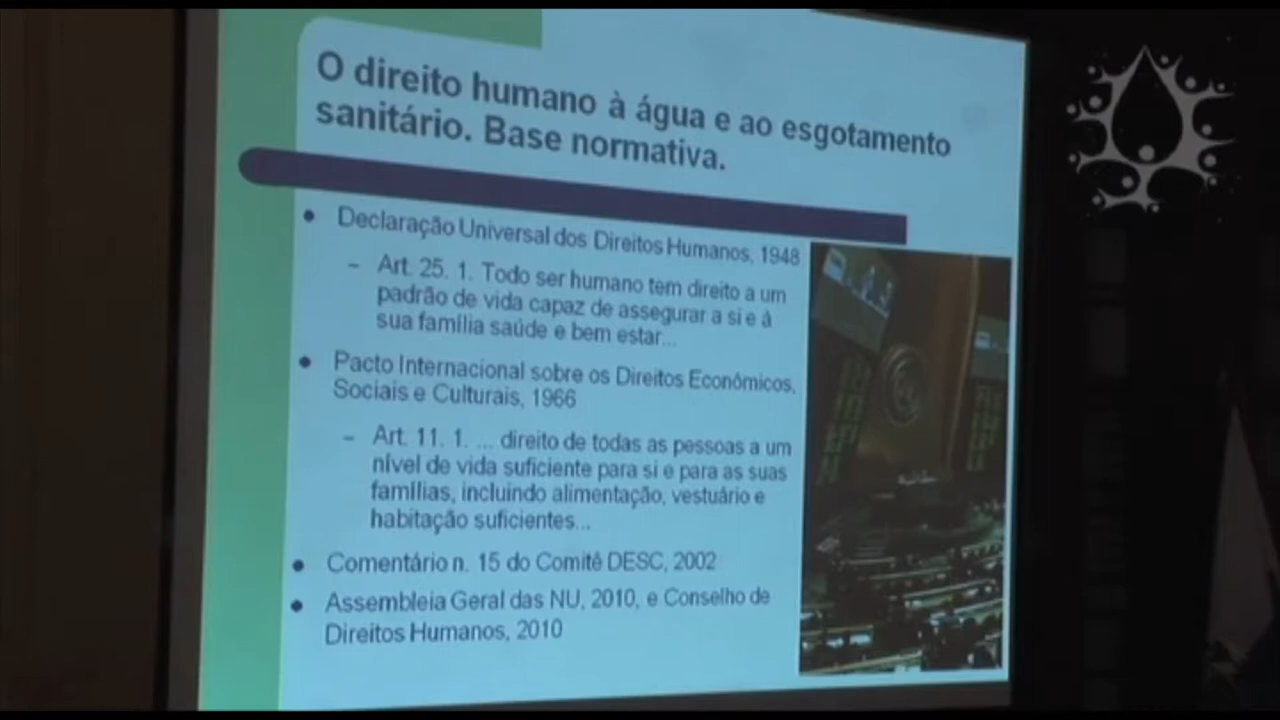 O direito humano à água e ao esgotamento
sanitário. Base normativa.
• Declaração Universal dos Direitos Humanos, 1948
– Art. 25. 1. Todo ser humano tem direito a um
padrão de vida capaz de assegurar a si e à
sua família saúde e bem estar...
• Pacto Internacional sobre os Direitos Econômicos,
Sociais e Culturais, 1966
– Art. 11. 1. ... direito de todas as pessoas a um
nível de vida suficiente para si e para as suas
famílias, incluindo alimentação, vestuário e
habitação suficientes...
• Comentário n. 15 do Comitê DESC, 2002
• Assembleia Geral das NU, 2010, e Conselho de
Direitos Humanos, 2010